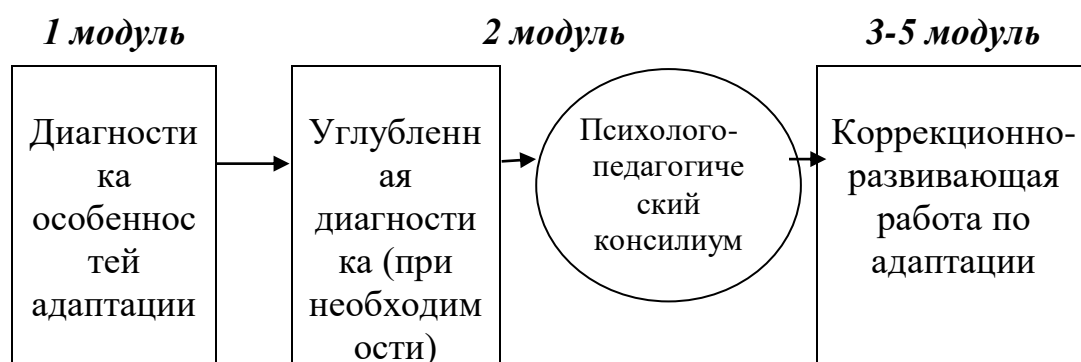 1 модуль
2 модуль
3-5 модуль
Диагности
ка
особеннос
тей
адаптации
Углубленн
ая
диагности
ка (при
необходим
ости)
Психолого-
педагогиче
ский
консилиум
Коррекционно-
развивающая
работа по
адаптации